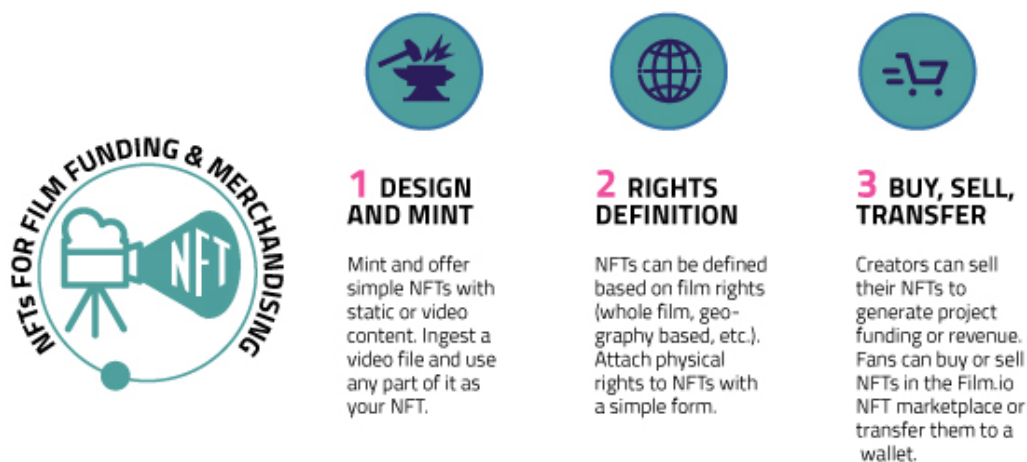 NFTs FOR FILM FUNDING & MERCHANDISING
NFT
1 DESIGN
AND MINT
Mint and offer
simple NFTs with
static or video
content. Ingest a
video file and use
any part of it as
your NFT.
2 RIGHTS
DEFINITION
NFTs can be defined
based on film rights
(whole film, geo-
graphy based, etc.).
Attach physical
rights to NFTs with
a simple form.
3 BUY, SELL,
TRANSFER
Creators can sell
their NFTs to
generate project
funding or revenue.
Fans can buy or sell
NFTs in the Film.io
NFT marketplace or
transfer them to a
wallet.